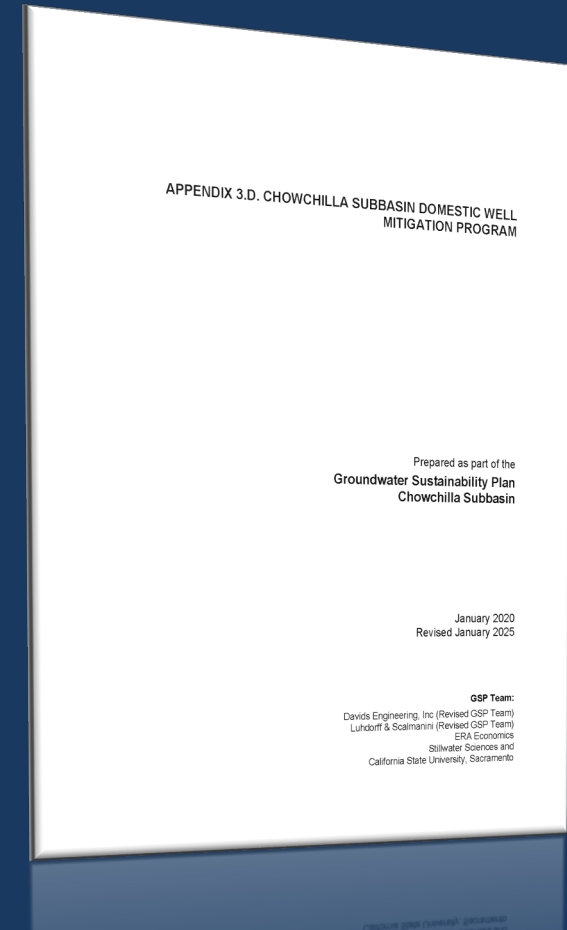 APPENDIX 3.D. CHOWCHILLA SUBBASIN DOMESTIC WELL
MITIGATION PROGRAM
Prepared as part of the
Groundwater Sustainability Plan
Chowchilla Subbasin
January 2020
Revised January 2025
GSP Team:
Davids Engineering, Inc (Revised GSP Team)
Luhdorff & Scalmanini (Revised GSP Team)
ERA Economics
Stillwater Sciences and
California State University, Sacramento